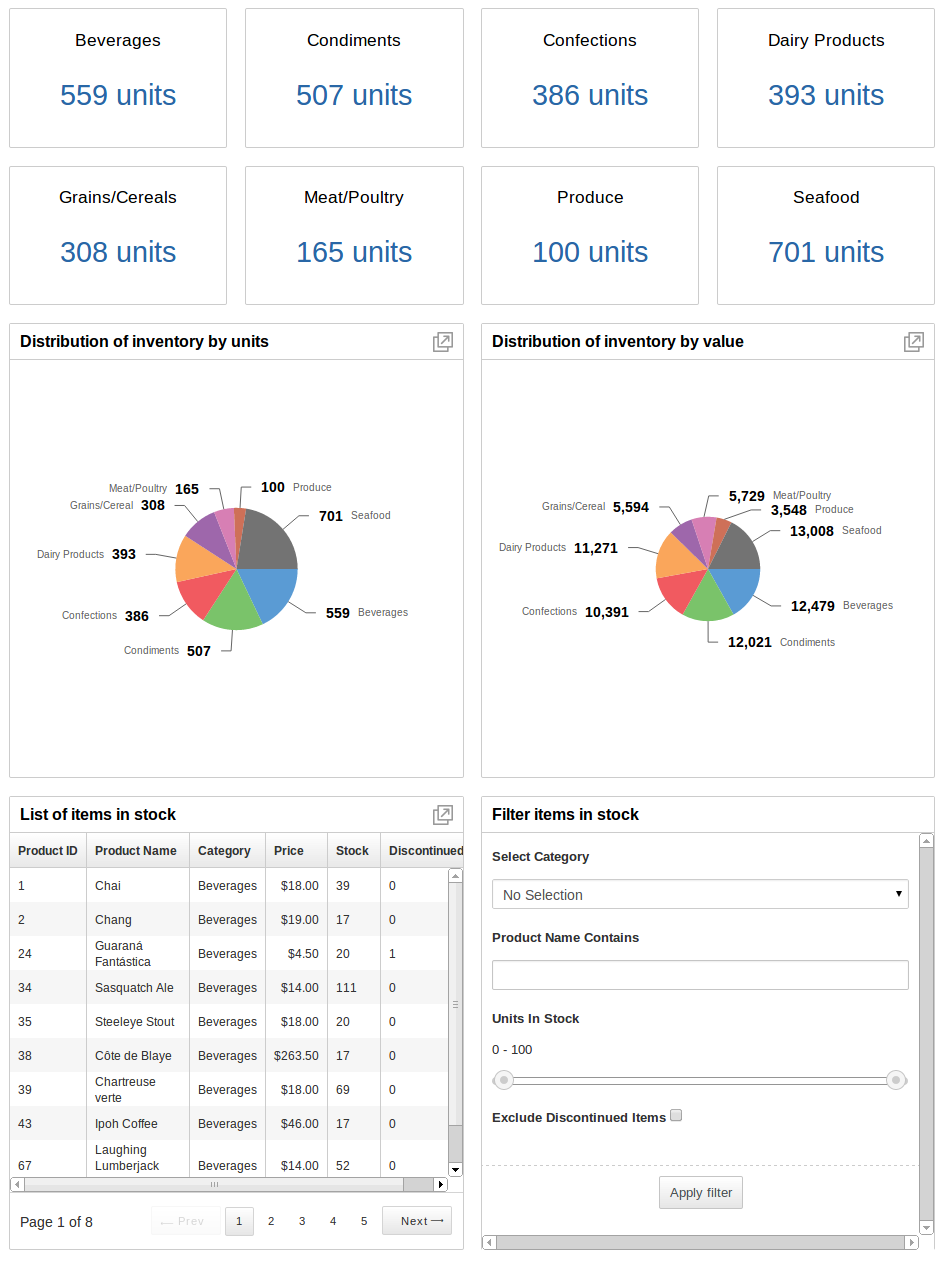 Beverages
559 units
Condiments
507 units
Confections
386 units
Dairy Products
393 units
Grains/Cereals
308 units
Meat/Poultry
165 units
Produce
100 units
Seafood
701 units
Distribution of inventory by units
Meat/Poultry 165
100 Produce
Grains/Cereal 308
701 Seafood
Dairy Products 393
Confections 386
559 Beverages
Condiments 507
Distribution of inventory by value
5,729 Meat/Poultry
Grains/Cereal 5,594
3,548 Produce
13,008 Seafood
Dairy Products 11,271
Confections 10,391
12,479 Beverages
12,021 Condiments
List of items in stock
Product ID Product Name Category Price Stock Discontinued
1 Chai Beverages $18.00 39 0
2 Chang Beverages $19.00 17 0
24 Guaraná Fantástica Beverages $4.50 20 1
34 Sasquatch Ale Beverages $14.00 111 0
35 Steeleye Stout Beverages $18.00 20 0
38 Côte de Blaye Beverages $263.50 17 0
39 Chartreuse verte Beverages $18.00 69 0
43 Ipoh Coffee Beverages $46.00 17 0
67 Laughing Lumberjack Beverages $14.00 52 0
Page 1 of 8 ⟵ Prev 1 2 3 4 5 Next ⟶
Filter items in stock
Select Category
No Selection
Product Name Contains
Units In Stock
0 - 100
Exclude Discontinued Items
Apply filter